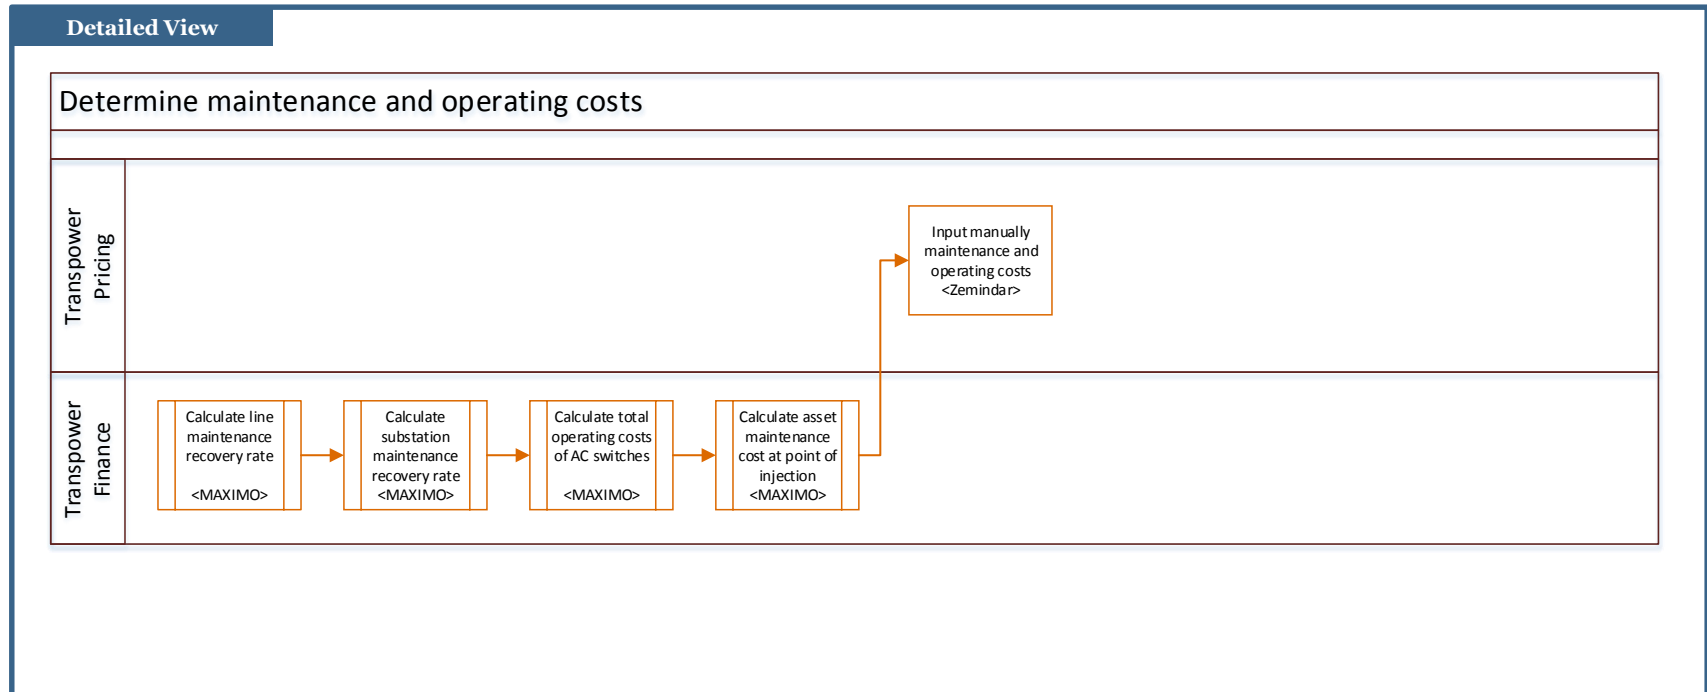 Detailed View
Determine maintenance and operating costs
Transpower
Pricing
Input manually
maintenance and
operating costs
<Zemindar>
Transpower
Finance
Calculate line
maintenance
recovery rate
<MAXIMO>
Calculate
substation
maintenance
recovery rate
<MAXIMO>
Calculate total
operating costs
of AC switches
<MAXIMO>
Calculate asset
maintenance
cost at point of
injection
<MAXIMO>